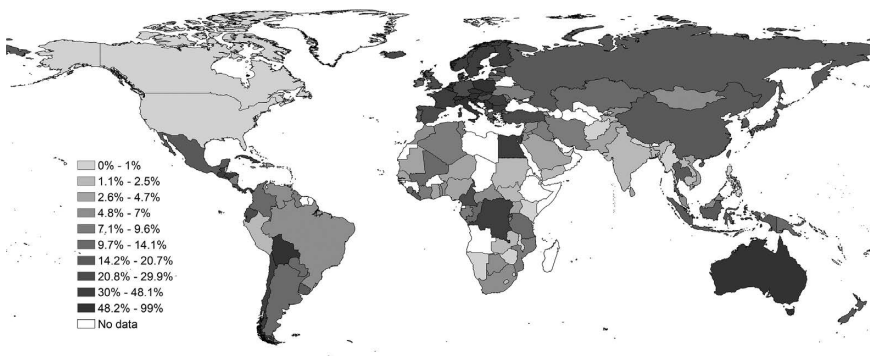 0% - 1%
1.1% - 2.5%
2.6% - 4.7%
4.8% - 7%
7,1% - 9.6%
9.7% - 14.1%
14.2% - 20.7%
20.8% - 29.9%
30% - 48.1%
48.2% - 99%
No data